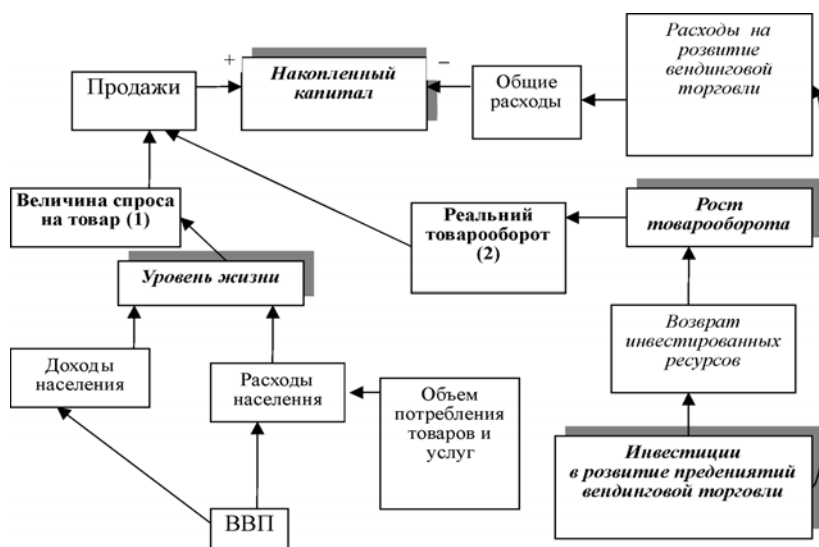 Расходы на
розвитие
вендинговой
торговли
+
Накопленный
капитал
−
Продажи
Общие
расходы
Величина спроса
на товар (1)
Реальний
товарооборот
(2)
Рост
товарооборота
Уровень жизни
Возврат
инвестированных
ресурсов
Доходы
населения
Расходы
населення
Объем
потребления
товаров и
услуг
Инвестиции
в розвитие предениятий
вендинговой торговли
ВВП